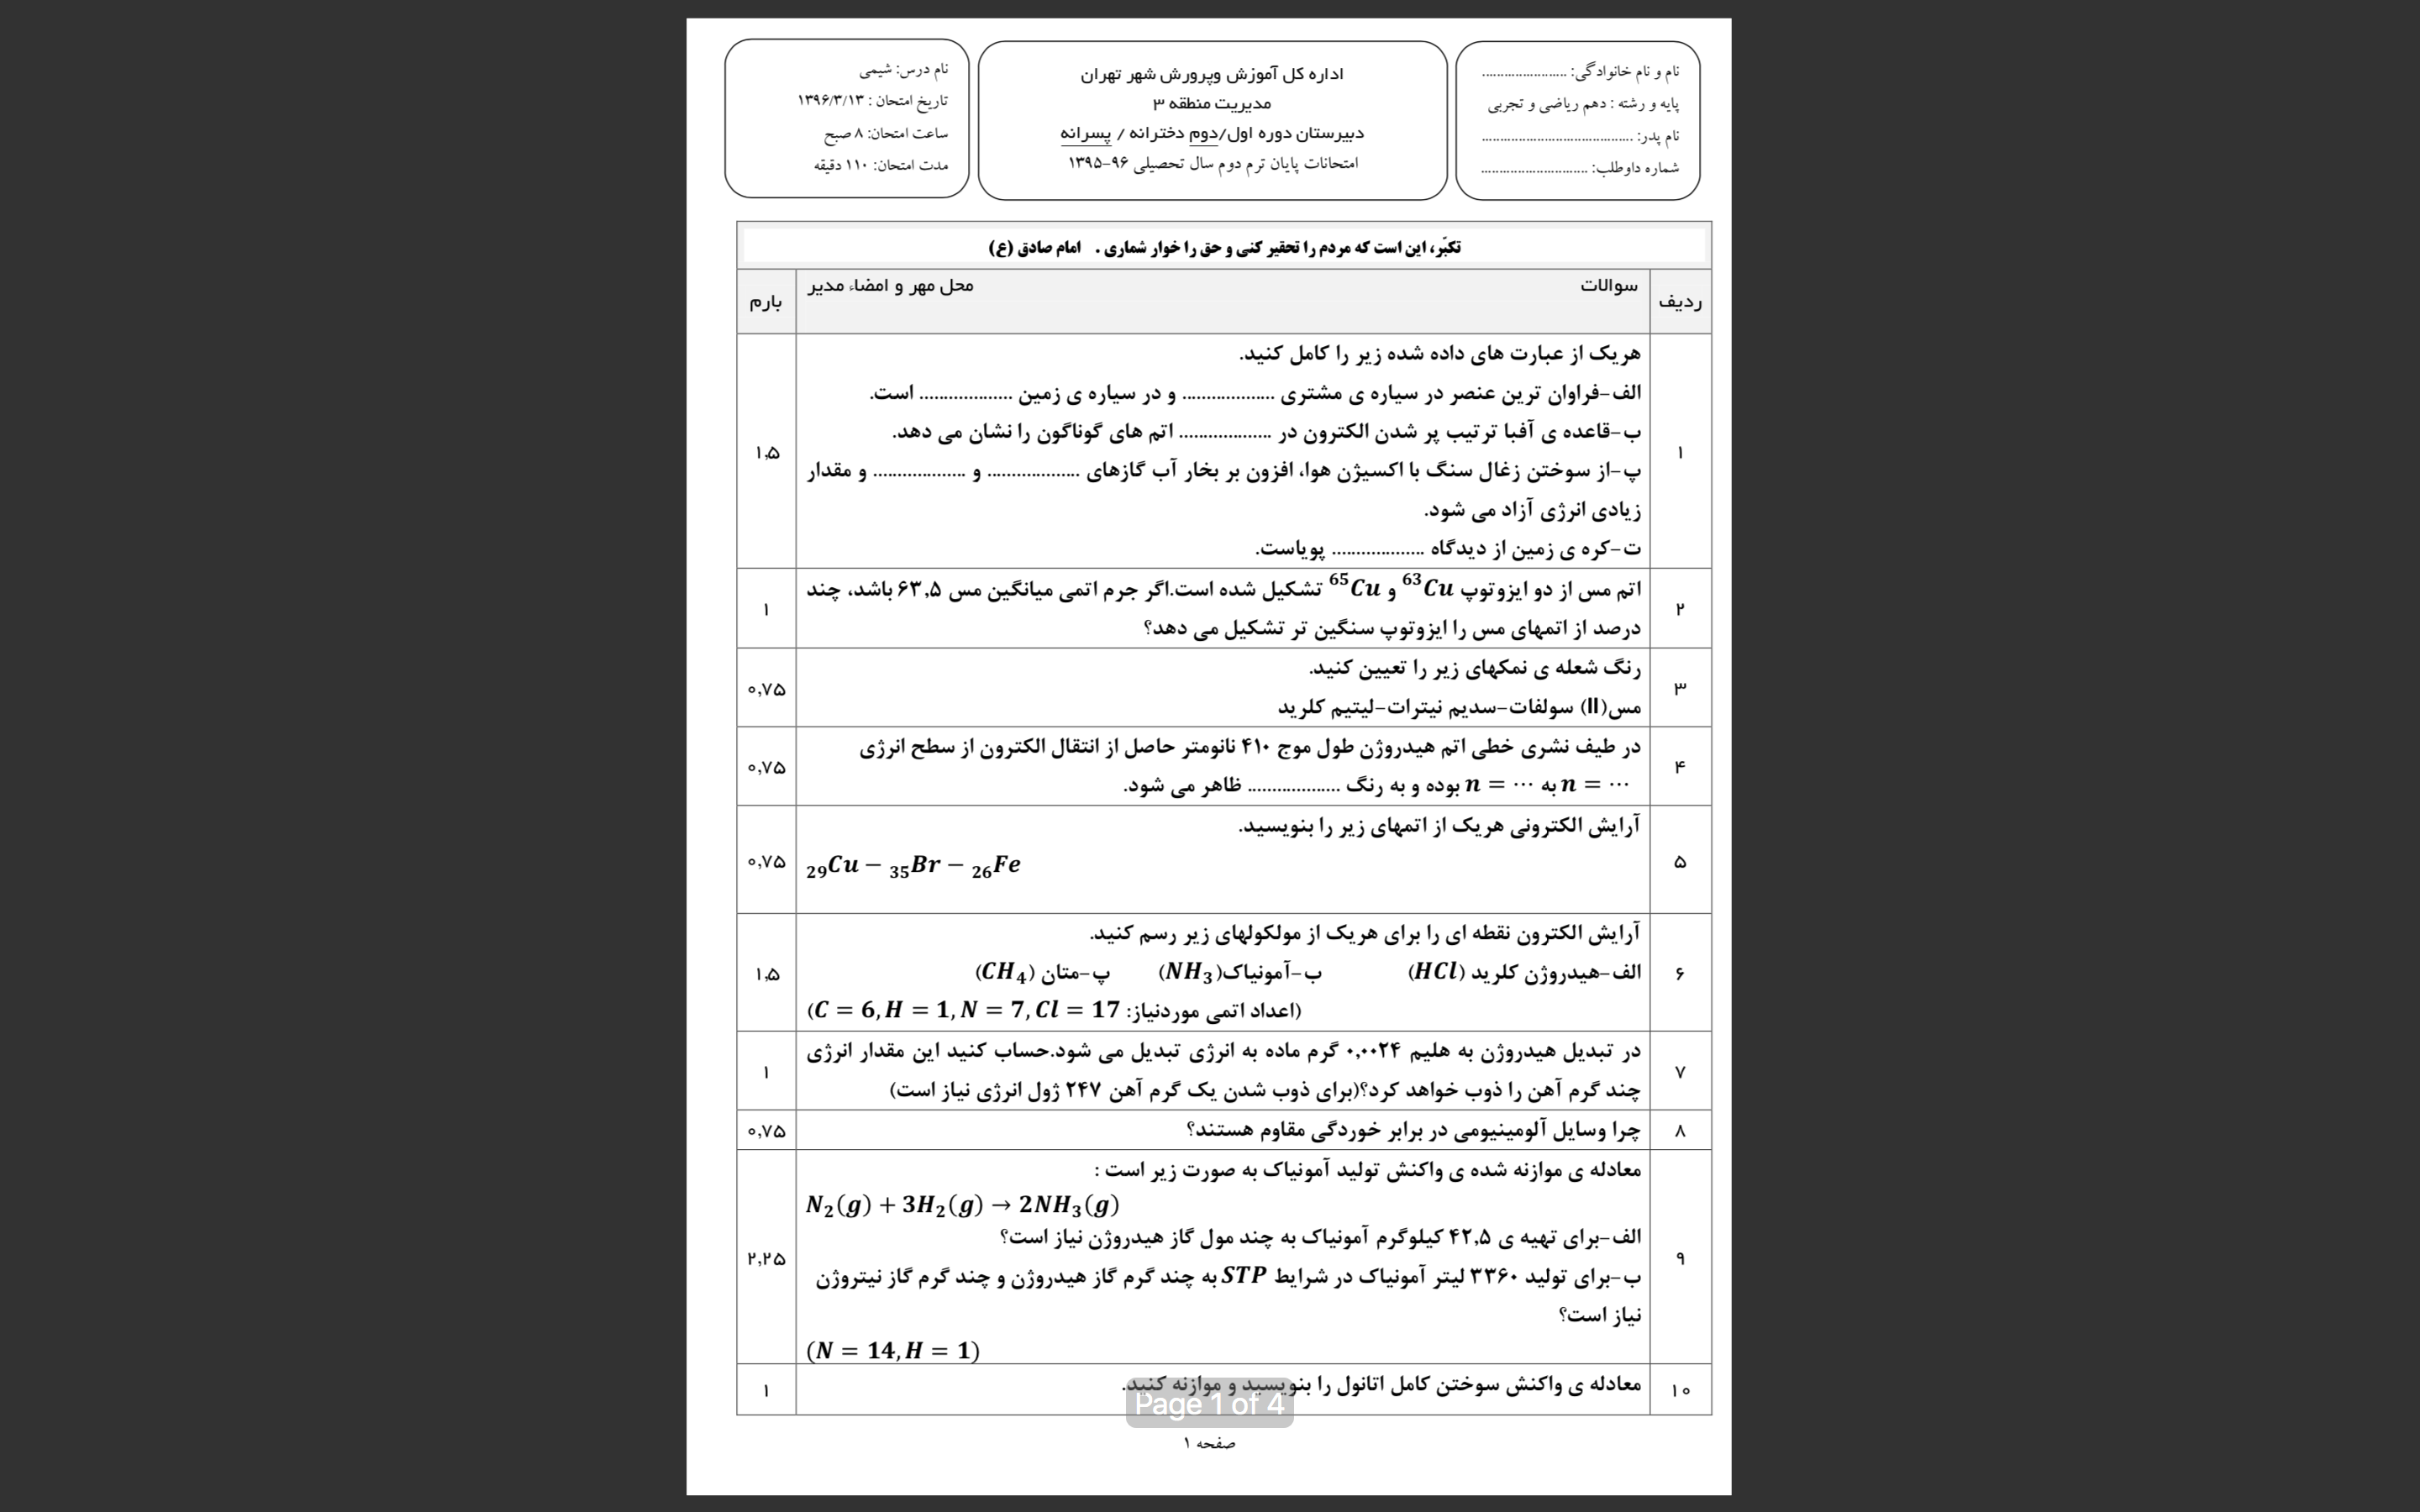 نام و نام خانوادگی: ......................
پایه و رشته : دهم ریاضی و تجربی
نام پدر: ........................................
شماره داوطلب: ............................
اداره کل آموزش وپرورش شهر تهران
مدیریت منطقه ۳
دبیرستان دوره اول/دوم دخترانه / پسرانه
امتحانات پایان ترم دوم سال تحصیلی ۹۶-۱۳۹۵
نام درس: شیمی
تاریخ امتحان : ۱۳۹۶/۳/۱۳
ساعت امتحان: ۸ صبح
مدت امتحان: ۱۱۰ دقیقه
تکبّر، این است که مردم را تحقیر کنی و حق را خوار شماری . امام صادق (ع)
ردیف سوالات محل مهر و امضاء مدیر بارم
۱ هریک از عبارت های داده شده زیر را کامل کنید. ۱,۵
الف-فراوان ترین عنصر در سیاره ی مشتری ................... و در سیاره ی زمین ................... است.
ب-قاعده ی آفبا ترتیب پر شدن الکترون در ................... اتم های گوناگون را نشان می دهد.
پ-از سوختن زغال سنگ با اکسیژن هوا، افزون بر بخار آب گازهای ................... و ................... و مقدار
زیادی انرژی آزاد می شود.
ت-کره ی زمین از دیدگاه ................... پویاست.
۲ اتم مس از دو ایزوتوپ ⁶³Cu و ⁶⁵Cu تشکیل شده است.اگر جرم اتمی میانگین مس ۶۳,۵ باشد، چند ۱
درصد از اتمهای مس را ایزوتوپ سنگین تر تشکیل می دهد؟
۳ رنگ شعله ی نمکهای زیر را تعیین کنید. ۰,۷۵
مس(II) سولفات-سدیم نیترات-لیتیم کلرید
۴ در طیف نشری خطی اتم هیدروژن طول موج ۴۱۰ نانومتر حاصل از انتقال الکترون از سطح انرژی ۰,۷۵
n = ⋯ به n = ⋯ بوده و به رنگ ................... ظاهر می شود.
۵ آرایش الکترونی هریک از اتمهای زیر را بنویسید. ۰,۷۵
₂₉Cu − ₃₅Br − ₂₆Fe
۶ آرایش الکترون نقطه ای را برای هریک از مولکولهای زیر رسم کنید. ۱,۵
الف-هیدروژن کلرید (HCl) ب-آمونیاک(NH₃) پ-متان (CH₄)
(اعداد اتمی موردنیاز: C = 6, H = 1, N = 7, Cl = 17)
۷ در تبدیل هیدروژن به هلیم ۰,۰۰۲۴ گرم ماده به انرژی تبدیل می شود.حساب کنید این مقدار انرژی ۱
چند گرم آهن را ذوب خواهد کرد؟(برای ذوب شدن یک گرم آهن ۲۴۷ ژول انرژی نیاز است)
۸ چرا وسایل آلومینیومی در برابر خوردگی مقاوم هستند؟ ۰,۷۵
۹ معادله ی موازنه شده ی واکنش تولید آمونیاک به صورت زیر است : ۲,۲۵
N₂(g) + 3H₂(g) → 2NH₃(g)
الف-برای تهیه ی ۴۲,۵ کیلوگرم آمونیاک به چند مول گاز هیدروژن نیاز است؟
ب-برای تولید ۳۳۶۰ لیتر آمونیاک در شرایط STP به چند گرم گاز هیدروژن و چند گرم گاز نیتروژن
نیاز است؟
(N = 14, H = 1)
۱۰ معادله ی واکنش سوختن کامل اتانول را بنویسید و موازنه کنید. ۱
Page 1 of 4
صفحه ۱